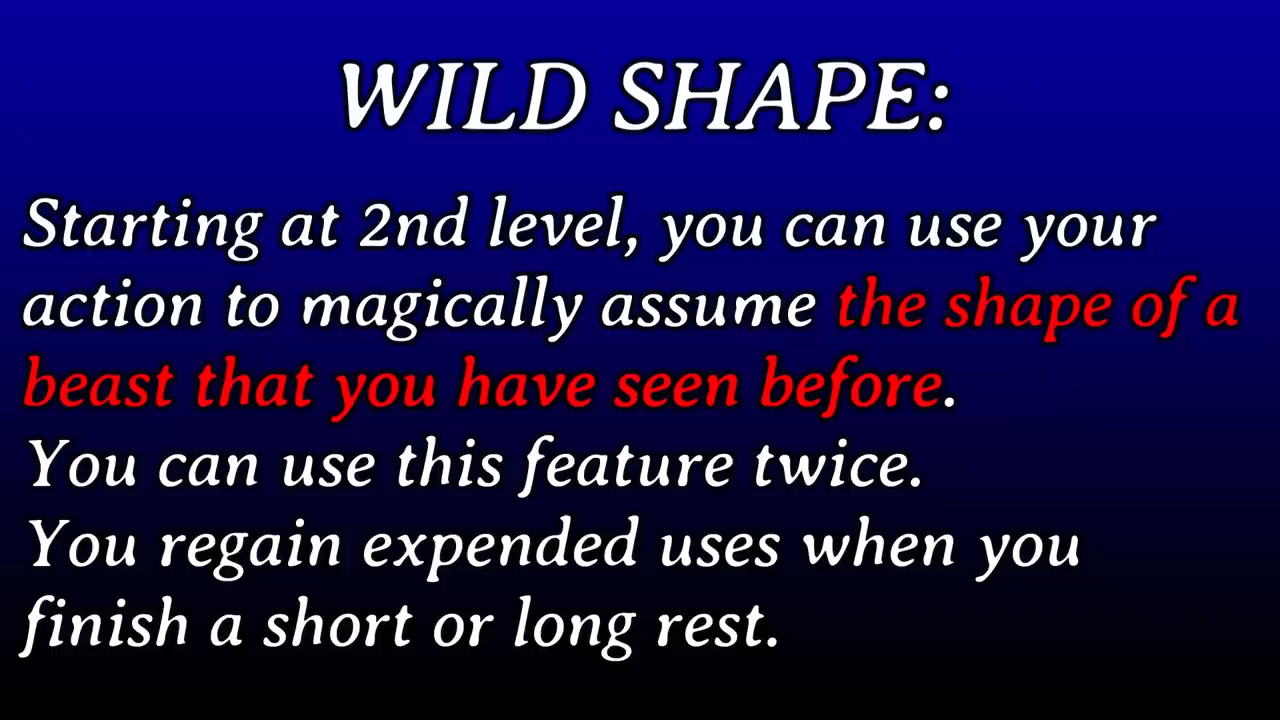 WILD SHAPE:
Starting at 2nd level, you can use your
action to magically assume the shape of a
beast that you have seen before.
You can use this feature twice.
You regain expended uses when you
finish a short or long rest.